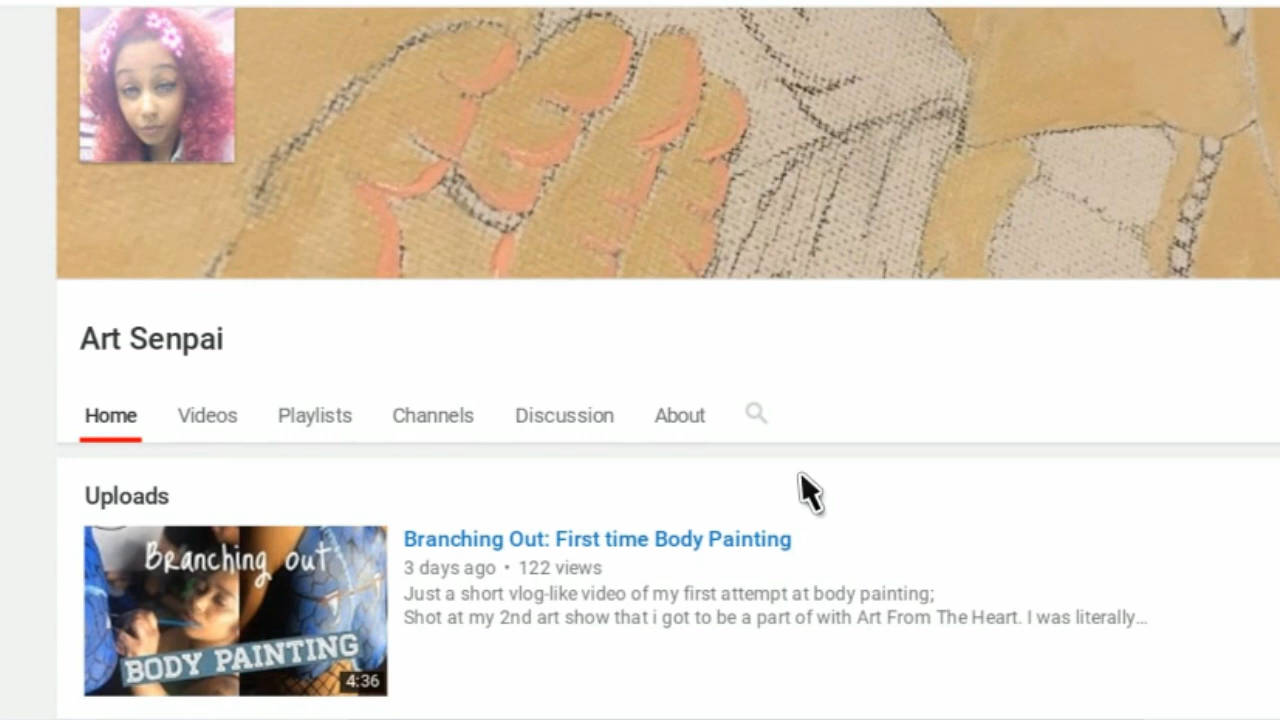 Art Senpai
Home Videos Playlists Channels Discussion About
Uploads
Branching out
BODY PAINTING
4:36
Branching Out: First time Body Painting
3 days ago • 122 views
Just a short vlog-like video of my first attempt at body painting;
Shot at my 2nd art show that i got to be a part of with Art From The Heart. I was literally...